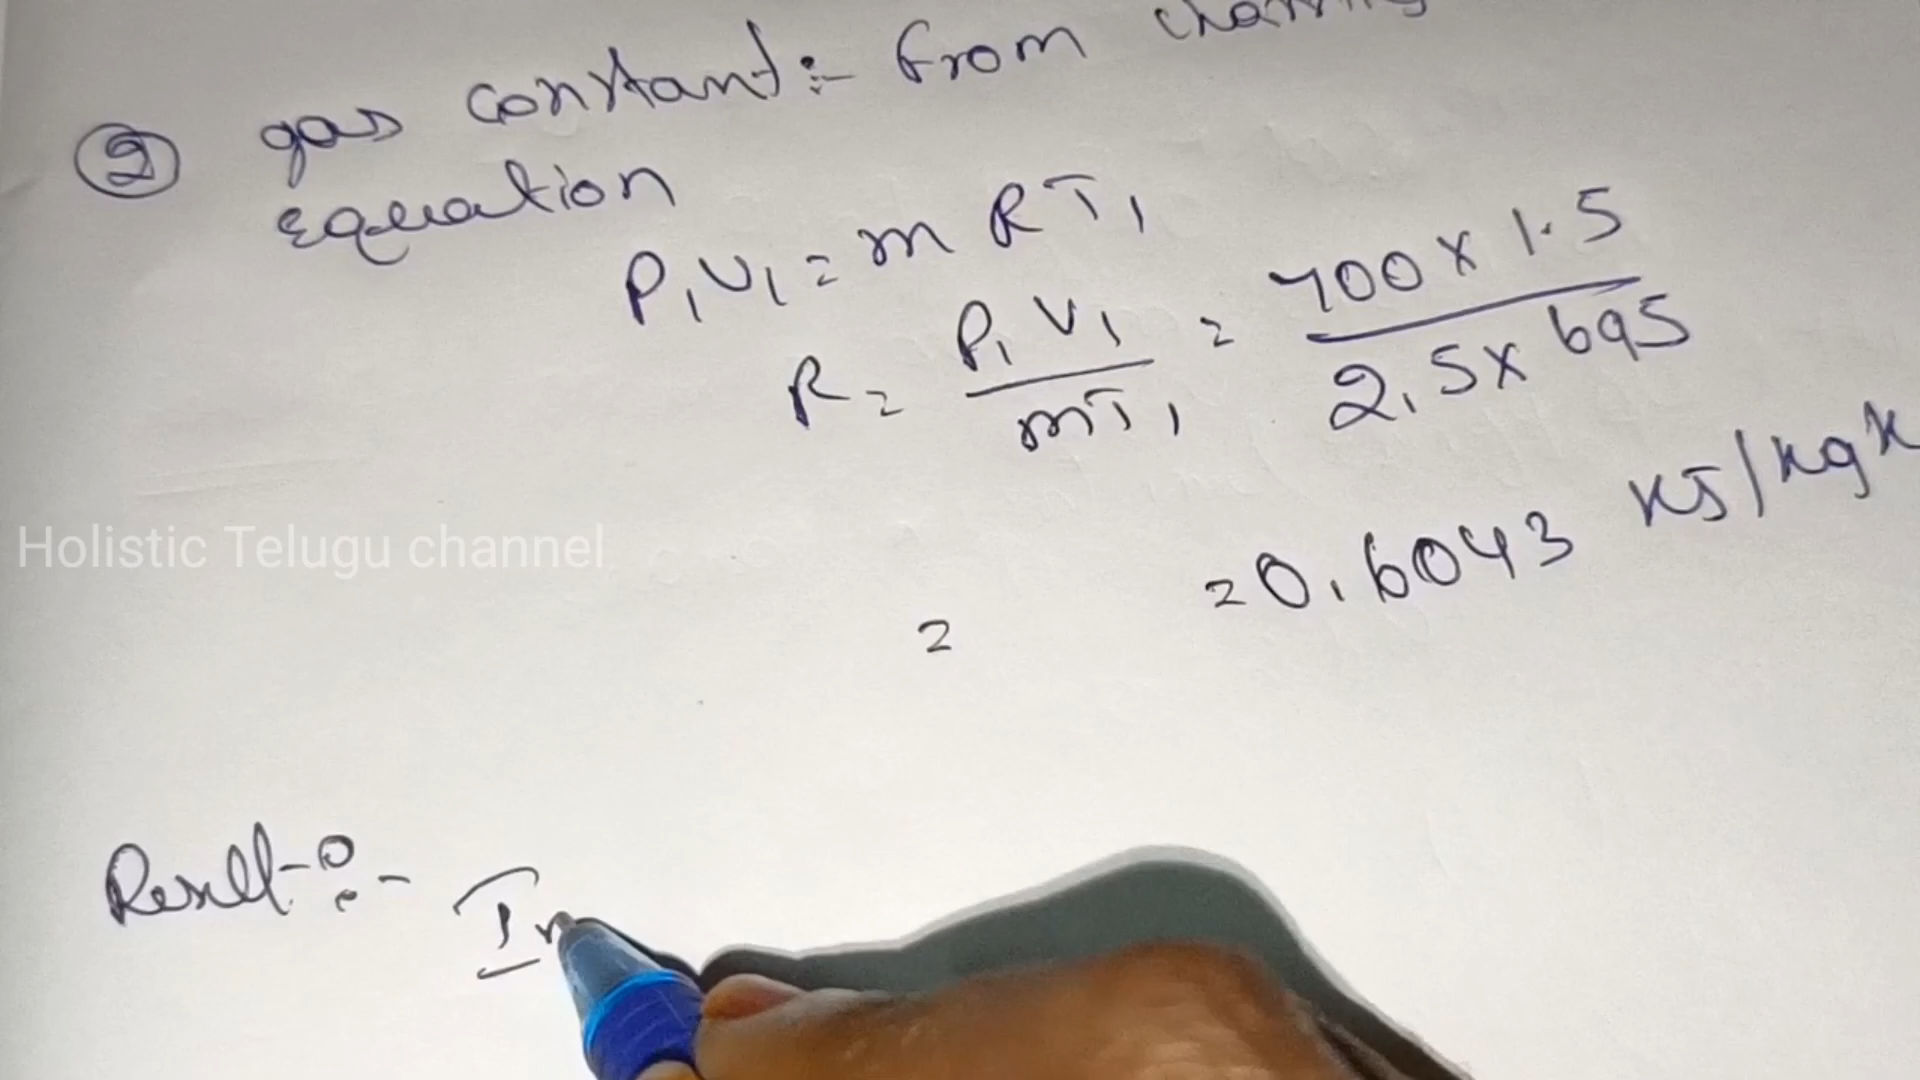 ② gas constant:- from
equation
P₁V₁ = m R T₁
R = P₁V₁ / mT₁ = 700 x 1.5 / 2.5 x 695
= 0.6043 KJ/kgK
=
Holistic Telugu channel
Result:- In